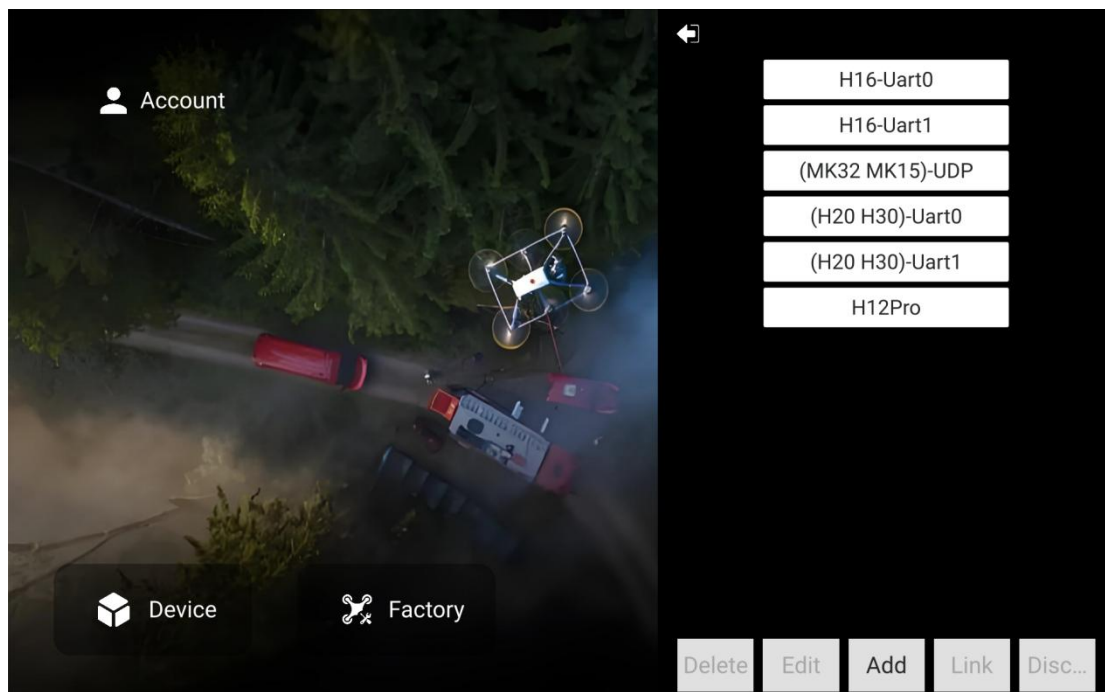 Account
Device
Factory
H16-Uart0
H16-Uart1
(MK32 MK15)-UDP
(H20 H30)-Uart0
(H20 H30)-Uart1
H12Pro
Delete
Edit
Add
Link
Disc...